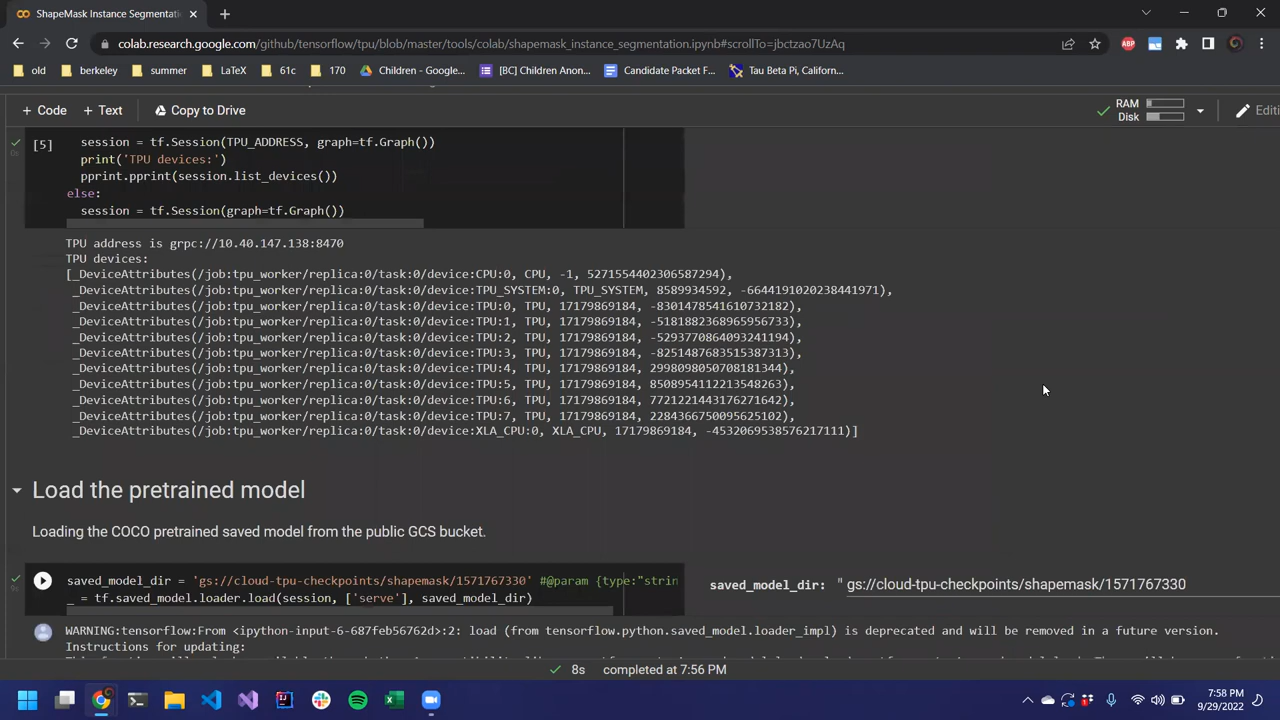 ShapeMask Instance Segmentatio
colab.research.google.com/github/tensorflow/tpu/blob/master/tools/colab/shapemask_instance_segmentation.ipynb#scrollTo=jbctzao7UzAq
old berkeley summer LaTeX 61c 170 Children - Google... [BC] Children Anon... Candidate Packet F... Tau Beta Pi, Californ...
+ Code + Text Copy to Drive RAM Disk Editi
[5] session = tf.Session(TPU_ADDRESS, graph=tf.Graph())
print('TPU devices:')
pprint.pprint(session.list_devices())
else:
session = tf.Session(graph=tf.Graph())
TPU address is grpc://10.40.147.138:8470
TPU devices:
[_DeviceAttributes(/job:tpu_worker/replica:0/task:0/device:CPU:0, CPU, -1, 5271554402306587294),
_DeviceAttributes(/job:tpu_worker/replica:0/task:0/device:TPU_SYSTEM:0, TPU_SYSTEM, 8589934592, -6644191020238441971),
_DeviceAttributes(/job:tpu_worker/replica:0/task:0/device:TPU:0, TPU, 17179869184, -8301478541610732182),
_DeviceAttributes(/job:tpu_worker/replica:0/task:0/device:TPU:1, TPU, 17179869184, -5181882368965956733),
_DeviceAttributes(/job:tpu_worker/replica:0/task:0/device:TPU:2, TPU, 17179869184, -5293770864093241194),
_DeviceAttributes(/job:tpu_worker/replica:0/task:0/device:TPU:3, TPU, 17179869184, -8251487683515387313),
_DeviceAttributes(/job:tpu_worker/replica:0/task:0/device:TPU:4, TPU, 17179869184, 2998098050708181344),
_DeviceAttributes(/job:tpu_worker/replica:0/task:0/device:TPU:5, TPU, 17179869184, 8508954112213548263),
_DeviceAttributes(/job:tpu_worker/replica:0/task:0/device:TPU:6, TPU, 17179869184, 7721221443176271642),
_DeviceAttributes(/job:tpu_worker/replica:0/task:0/device:TPU:7, TPU, 17179869184, 2284366750095625102),
_DeviceAttributes(/job:tpu_worker/replica:0/task:0/device:XLA_CPU:0, XLA_CPU, 17179869184, -4532069538576217111)]
Load the pretrained model
Loading the COCO pretrained saved model from the public GCS bucket.
saved_model_dir = 'gs://cloud-tpu-checkpoints/shapemask/1571767330' #@param {type:"strin
_ = tf.saved_model.loader.load(session, ['serve'], saved_model_dir)
saved_model_dir: "gs://cloud-tpu-checkpoints/shapemask/1571767330
WARNING:tensorflow:From <ipython-input-6-687feb56762d>:2: load (from tensorflow.python.saved_model.loader_impl) is deprecated and will be removed in a future version.
Instructions for updating:
8s completed at 7:56 PM
7:58 PM
9/29/2022